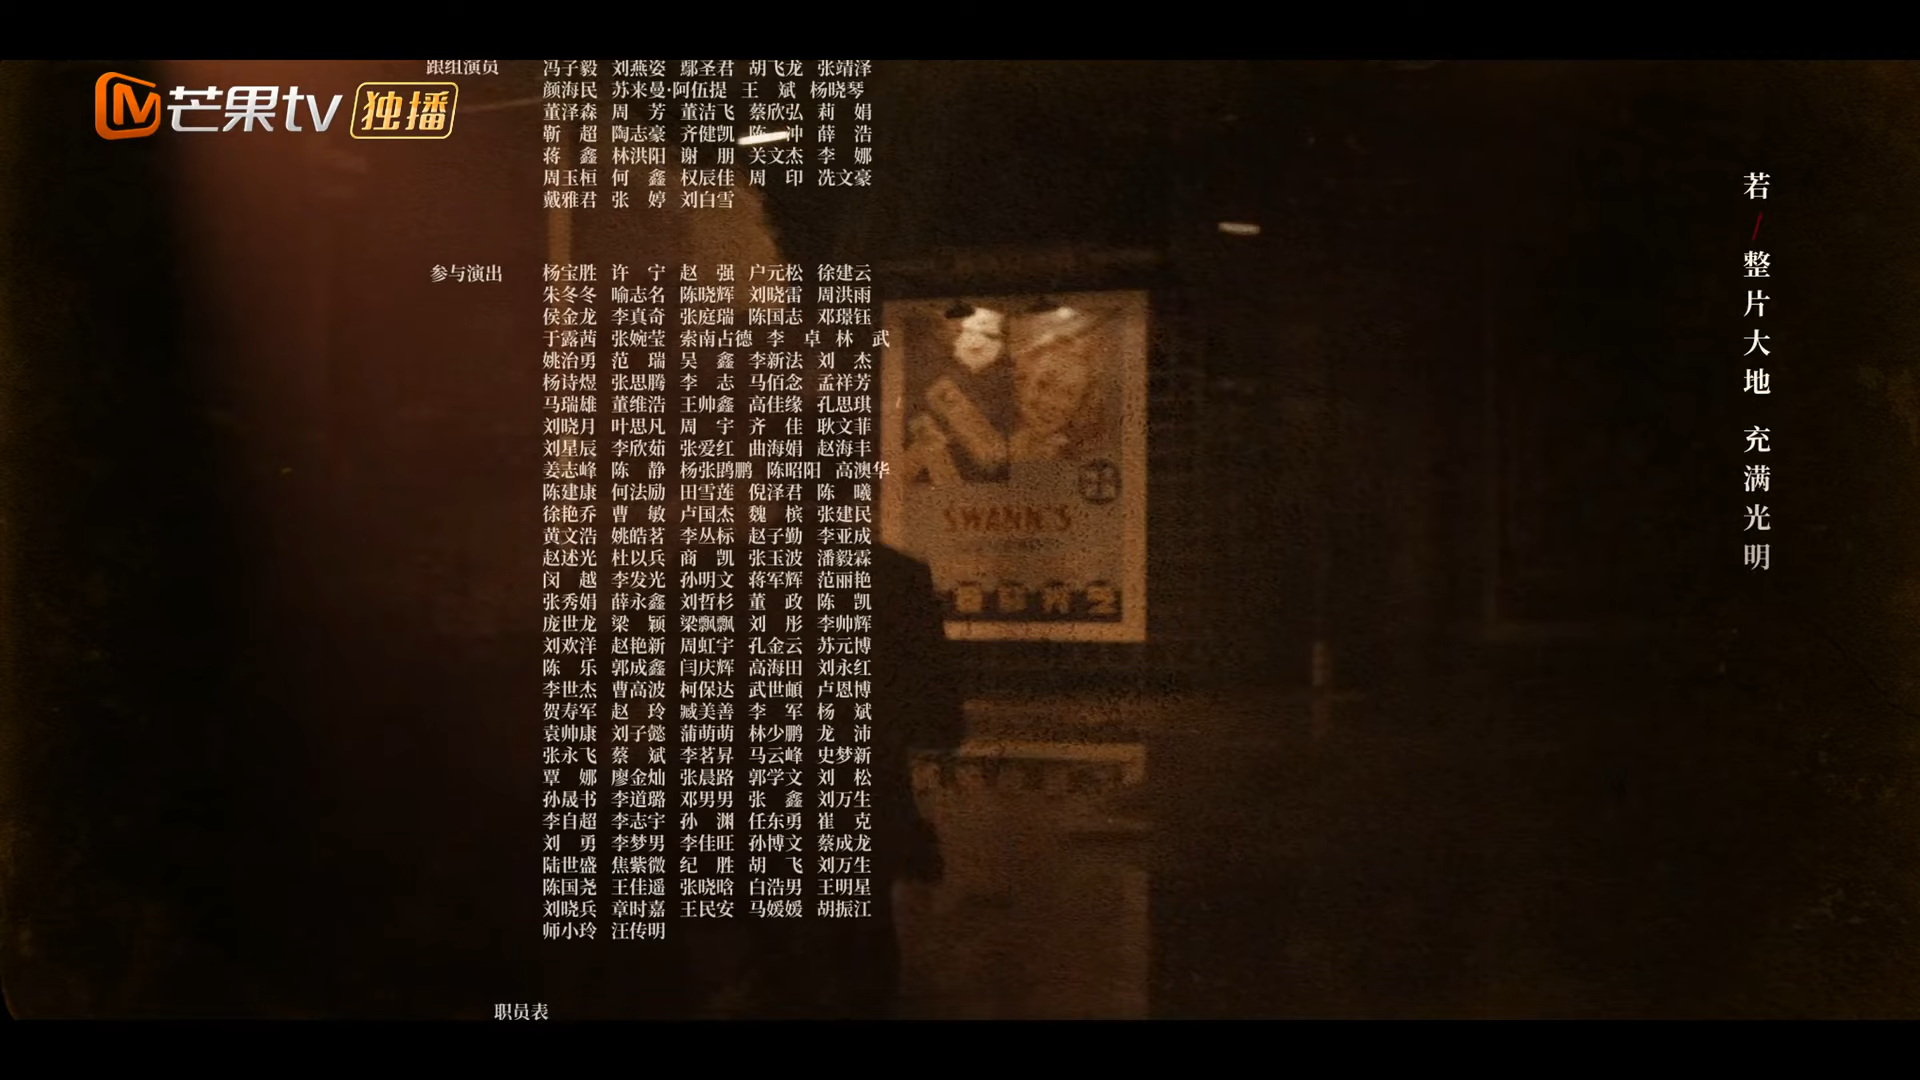 芒果tv 独播
跟组演员 冯子毅 刘燕姿 鄢圣君 胡飞龙 张靖泽
颜海民 苏来曼·阿伍提 王 斌 杨晓琴
董泽森 周 芳 董洁飞 蔡欣弘 莉 娟
靳 超 陶志豪 齐健凯 陈 冲 薛 浩
蒋 鑫 林洪阳 谢 朋 关文杰 李 娜
周玉桓 何 鑫 权辰佳 周 印 冼文豪
戴雅君 张 婷 刘白雪
参与演出 杨宝胜 许 宁 赵 强 户元松 徐建云
朱冬冬 喻志名 陈晓辉 刘晓雷 周洪雨
侯金龙 李真奇 张庭瑞 陈国志 邓璟钰
于露茜 张婉莹 索南占德 李 卓 林 武
姚治勇 范 瑞 吴 鑫 李新法 刘 杰
杨诗煜 张思腾 李 志 马佰念 孟祥芳
马瑞雄 董维浩 王帅鑫 高佳缘 孔思琪
刘晓月 叶思凡 周 宇 齐 佳 耿文菲
刘星辰 李欣茹 张爱红 曲海娟 赵海丰
姜志峰 陈 静 杨张鹍鹏 陈昭阳 高澳华
陈建康 何法励 田雪莲 倪泽君 陈 曦
徐艳乔 曹 敏 卢国杰 魏 槟 张建民
黄文浩 姚皓茗 李丛标 赵子勤 李亚成
赵述光 杜以兵 商 凯 张玉波 潘毅霖
闵 越 李发光 孙明文 蒋军辉 范丽艳
张秀娟 薛永鑫 刘哲杉 董 政 陈 凯
庞世龙 梁 颖 梁飘飘 刘 彤 李帅辉
刘欢洋 赵艳新 周虹宇 孔金云 苏元博
陈 乐 郭成鑫 闫庆辉 高海田 刘永红
李世杰 曹高波 柯保达 武世頔 卢恩博
贺寿军 赵 玲 臧美善 李 军 杨 斌
袁帅康 刘子懿 蒲萌萌 林少鹏 龙 沛
张永飞 蔡 斌 李茗昇 马云峰 史梦新
覃 娜 廖金灿 张晨路 郭学文 刘 松
孙晟书 李道璐 邓男男 张 鑫 刘万生
李自超 李志宇 孙 渊 任东勇 崔 克
刘 勇 李梦男 李佳旺 孙博文 蔡成龙
陆世盛 焦紫微 纪 胜 胡 飞 刘万生
陈国尧 王佳遥 张晓晗 白浩男 王明星
刘晓兵 章时嘉 王民安 马媛媛 胡振江
师小玲 汪传明
职员表
若/整片大地 充满光明
SWANN'S